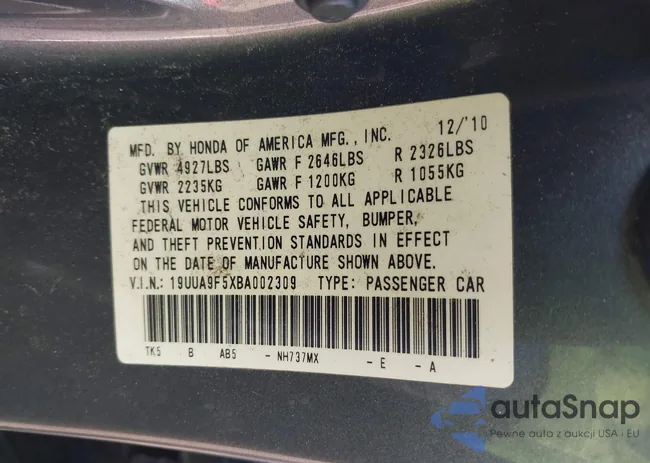 MFD. BY HONDA OF AMERICA MFG., INC. 12/'10
GVWR 4927LBS GAWR F 2646LBS R 2326LBS
GVWR 2235KG GAWR F 1200KG R 1055KG
THIS VEHICLE CONFORMS TO ALL APPLICABLE
FEDERAL MOTOR VEHICLE SAFETY, BUMPER,
AND THEFT PREVENTION STANDARDS IN EFFECT
ON THE DATE OF MANUFACTURE SHOWN ABOVE.
V.I.N.: 19UUA9F5XBA002309 TYPE: PASSENGER CAR
TK5 B AB5 - NH737MX - E - A
autaSnap
Pewne auta z aukcji USA i EU